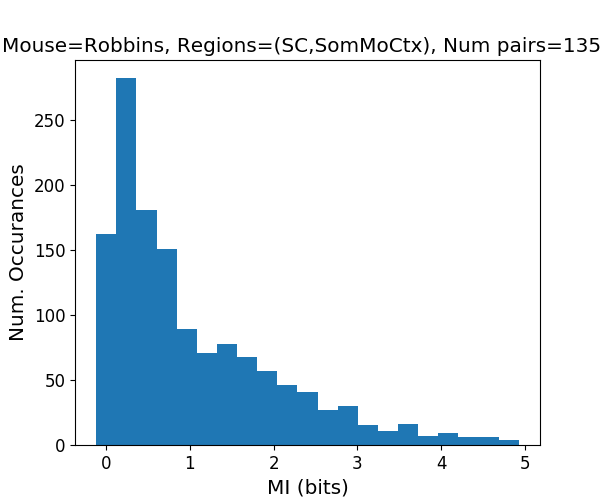 Mouse=Robbins, Regions=(SC,SomMoCtx), Num pairs=135
Num. Occurances
250
200
150
100
50
0
0 1 2 3 4 5
MI (bits)